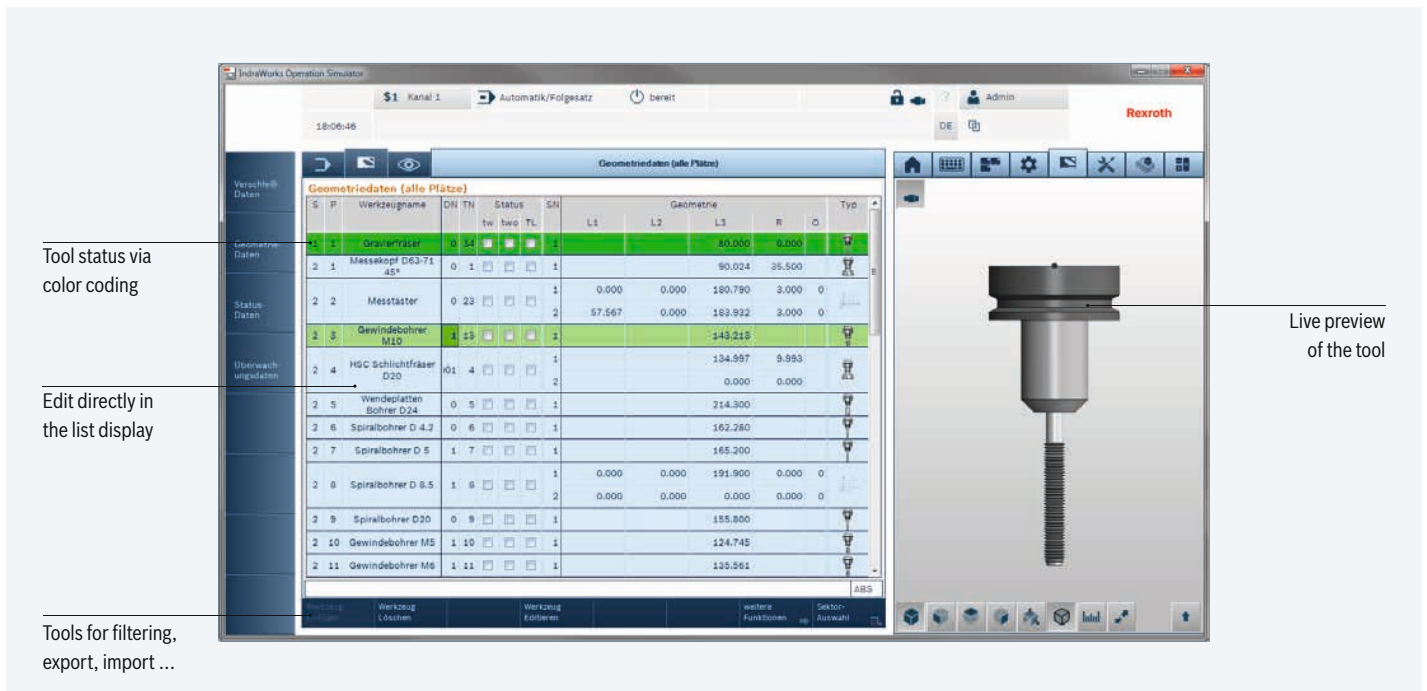 IndraWorks Operation Simulator
$1 Kanal 1 Automatik/Folgesatz bereit ? Admin
Rexroth
18:06:46 DE
Geometriedaten (alle Plätze)
Verschleiß-
Daten
Geometrie-
Daten
Status-
Daten
Überwach-
ungsdaten
Geometriedaten (alle Plätze)
S P Werkzeugname DN TN Status SN Geometrie Typ
tw two TL L1 L2 L3 R O
1 1 Gravierfräser 0 34 1 80.000 0.000
2 1 Messekopf D63-71 45° 0 1 1 90.024 35.500
2 2 Messtaster 0 23 1 0.000 0.000 180.790 3.000 0
2 57.567 0.000 183.932 3.000 0
2 3 Gewindebohrer M10 1 13 1 143.213
2 4 HSC Schlichtfräser D20 4 1 134.997 9.993
2 0.000 0.000
2 5 Wendeplatten Bohrer D24 0 5 1 214.300
2 6 Spiralbohrer D 4.2 0 6 1 162.280
2 7 Spiralbohrer D 5 1 7 1 165.200
2 8 Spiralbohrer D 8.5 1 8 1 0.000 0.000 191.900 0.000 0
2 0.000 0.000 0.000 0.000 0
2 9 Spiralbohrer D20 0 9 1 155.800
2 10 Gewindebohrer M5 1 10 1 124.745
2 11 Gewindebohrer M6 1 11 1 135.561
ABS
Werkzeug
Löschen
Werkzeug
Editieren
weitere
Funktionen
Sektor-
Auswahl
Tool status via
color coding
Edit directly in
the list display
Tools for filtering,
export, import ...
Live preview
of the tool